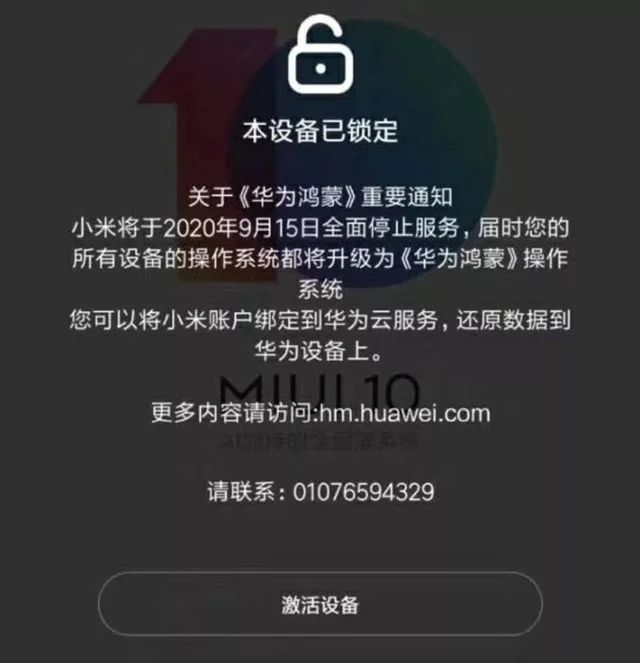 本设备已锁定
关于《华为鸿蒙》重要通知
小米将于2020年9月15日全面停止服务，届时您的
所有设备的操作系统都将升级为《华为鸿蒙》操作
系统
您可以将小米账户绑定到华为云服务，还原数据到
华为设备上。
MIUI 10
更多内容请访问:hm.huawei.com
请联系：01076594329
激活设备